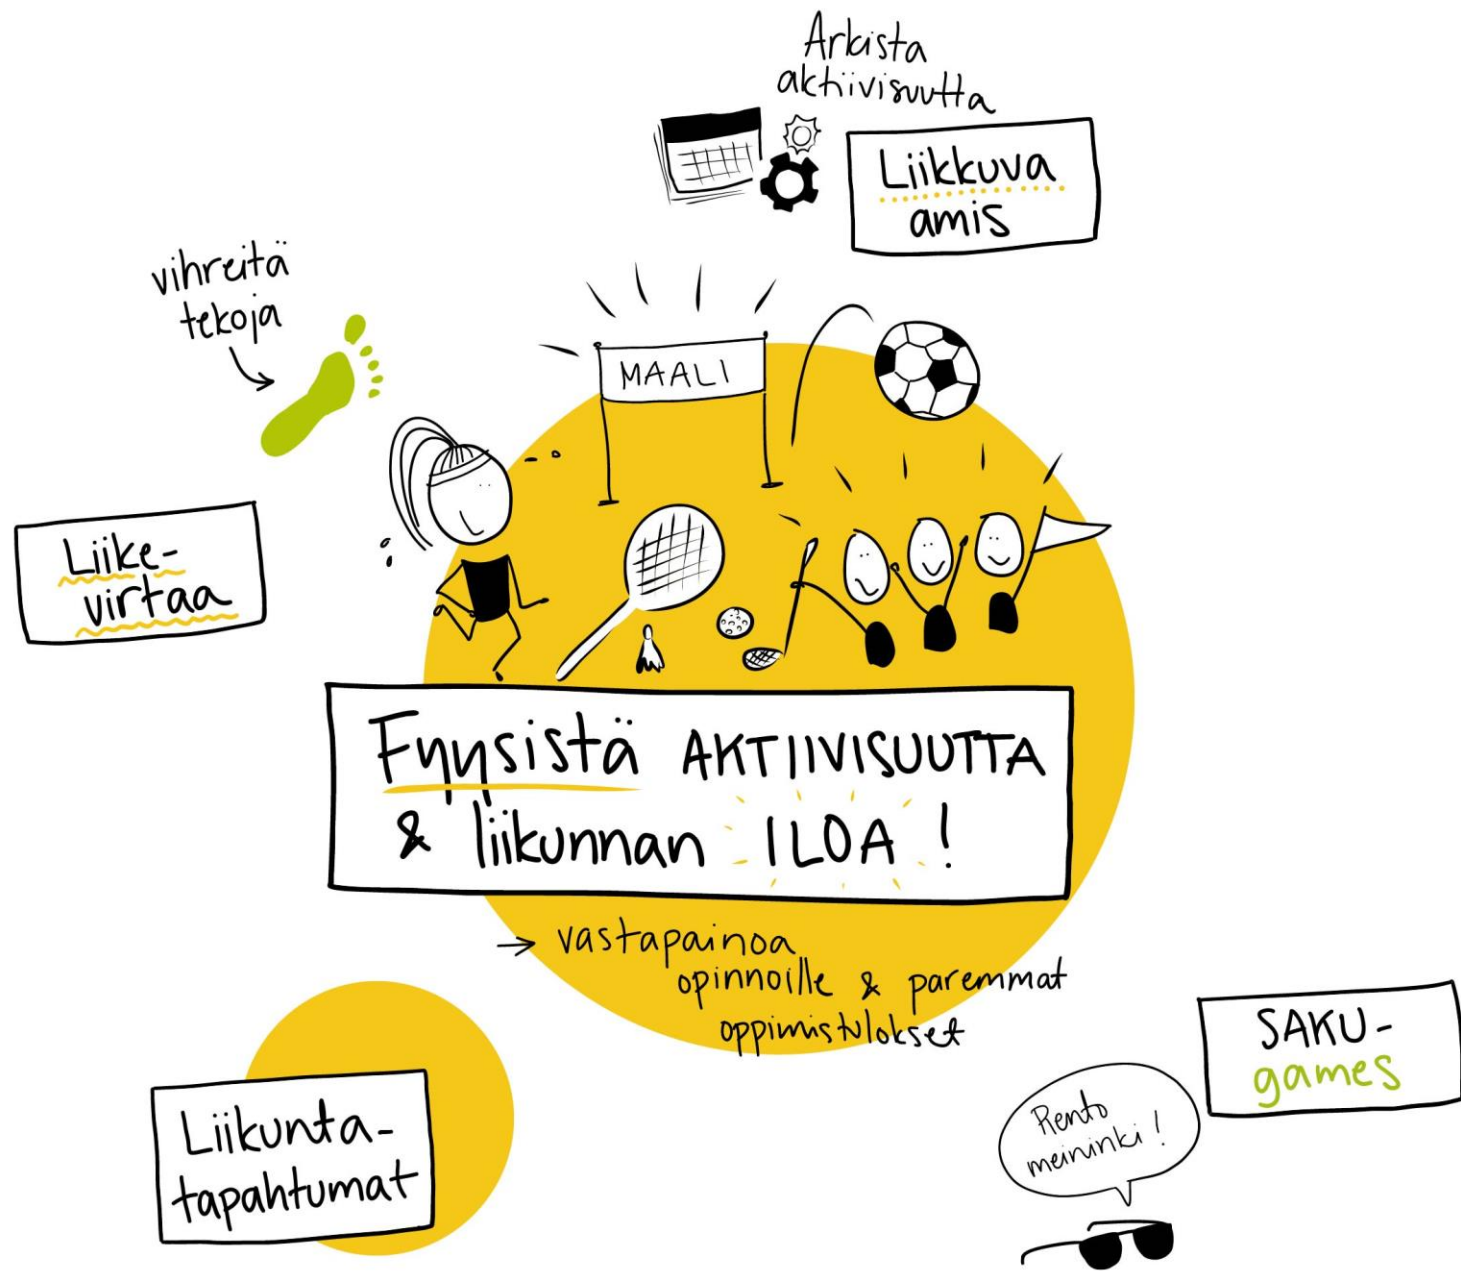 Arkista
aktiivisuutta
Liikkuva
amis
vihreitä
tekoja
MAALI
Liike-
virtaa
Fyysistä AKTIIVISUUTTA
& liikunnan ILOA !
→ vastapainoa
opinnoille & paremmat
oppimistulokset
Liikunta-
tapahtumat
SAKU-
games
Rento
meininki !